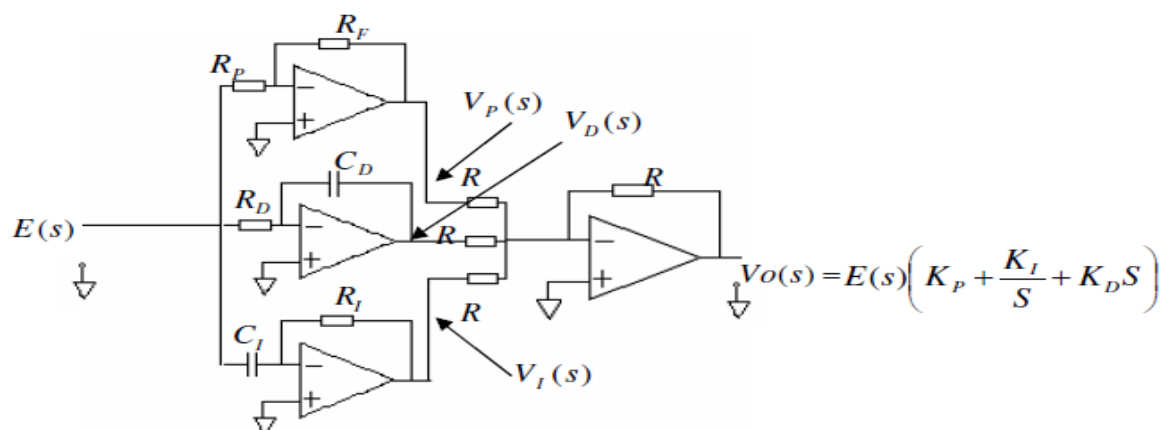 R_F
R_P
V_P(s)
V_D(s)
C_D
R
R
R_D
E(s)
R
Vo(s) = E(s)(K_P + K_I/S + K_D S)
R_I
R
C_I
V_I(s)